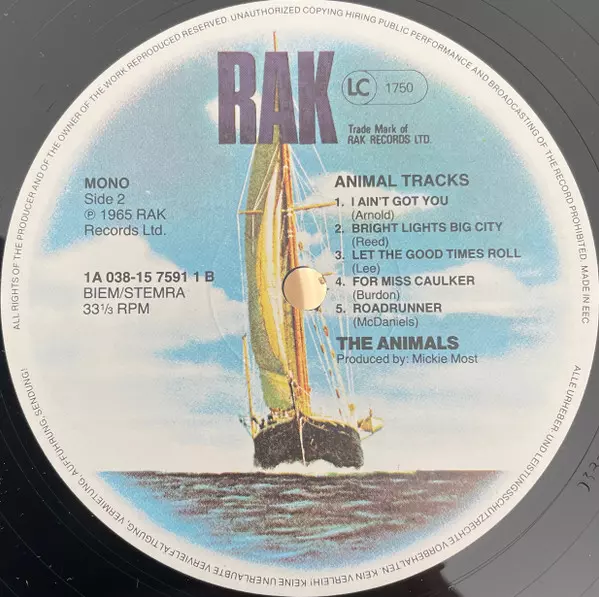 ALL RIGHTS OF THE PRODUCER AND OF THE OWNER OF THE WORK REPRODUCED RESERVED. UNAUTHORIZED COPYING HIRING PUBLIC PERFORMANCE AND BROADCASTING OF THE RECORD PROHIBITED. MADE IN EEC
RAK
LC 1750
Trade Mark of
RAK RECORDS LTD.
MONO
Side 2
℗ 1965 RAK
Records Ltd.
1A 038-15 7591 1 B
BIEM/STEMRA
33 1/3 RPM
ANIMAL TRACKS
1. I AIN'T GOT YOU
(Arnold)
2. BRIGHT LIGHTS BIG CITY
(Reed)
3. LET THE GOOD TIMES ROLL
(Lee)
4. FOR MISS CAULKER
(Burdon)
5. ROADRUNNER
(McDaniels)
THE ANIMALS
Produced by: Mickie Most
ALLE URHEBER- UND LEISTUNGSSCHUTZRECHTE VORBEHALTEN. KEIN VERLEIH! KEINE UNERLAUBTE VERVIELFÄLTIGUNG, VERMIETUNG, AUFFÜHRUNG, SENDUNG!